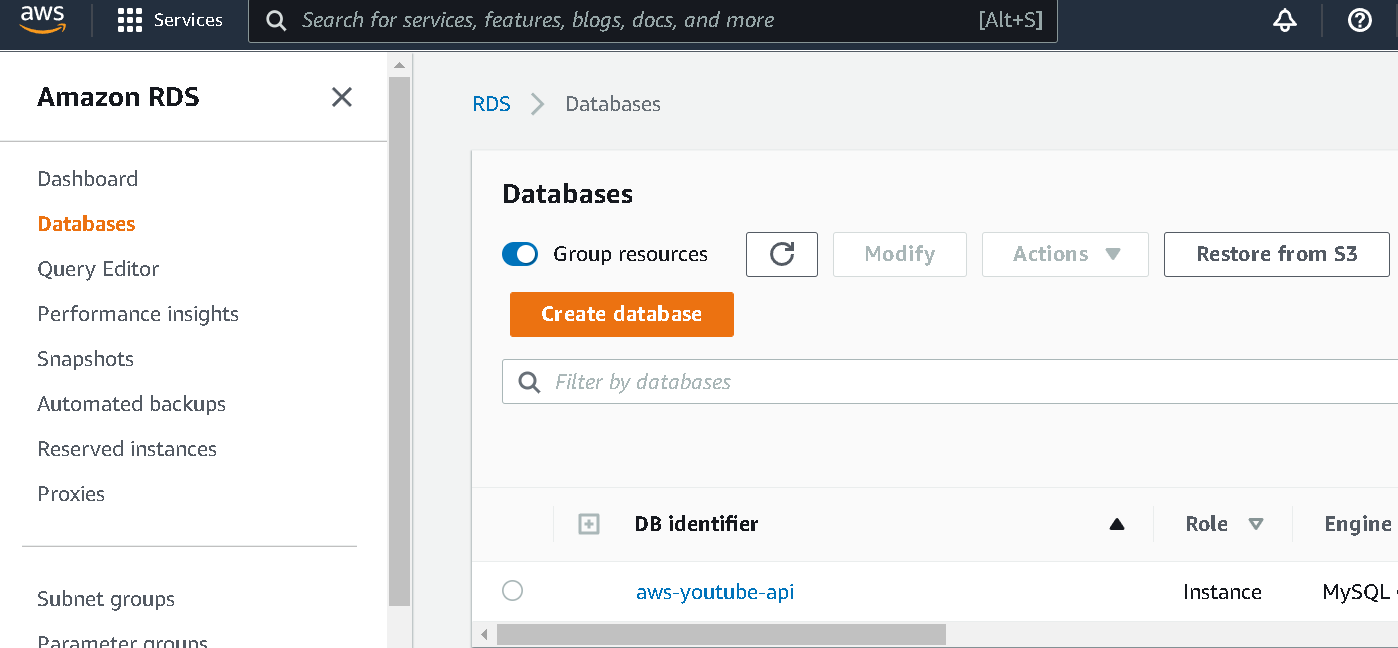 aws
Services
Search for services, features, blogs, docs, and more
[Alt+S]
Amazon RDS
Dashboard
Databases
Query Editor
Performance insights
Snapshots
Automated backups
Reserved instances
Proxies
Subnet groups
Parameter groups
RDS
Databases
Databases
Group resources
Modify
Actions
Restore from S3
Create database
Filter by databases
DB identifier
Role
Engine
aws-youtube-api
Instance
MySQL